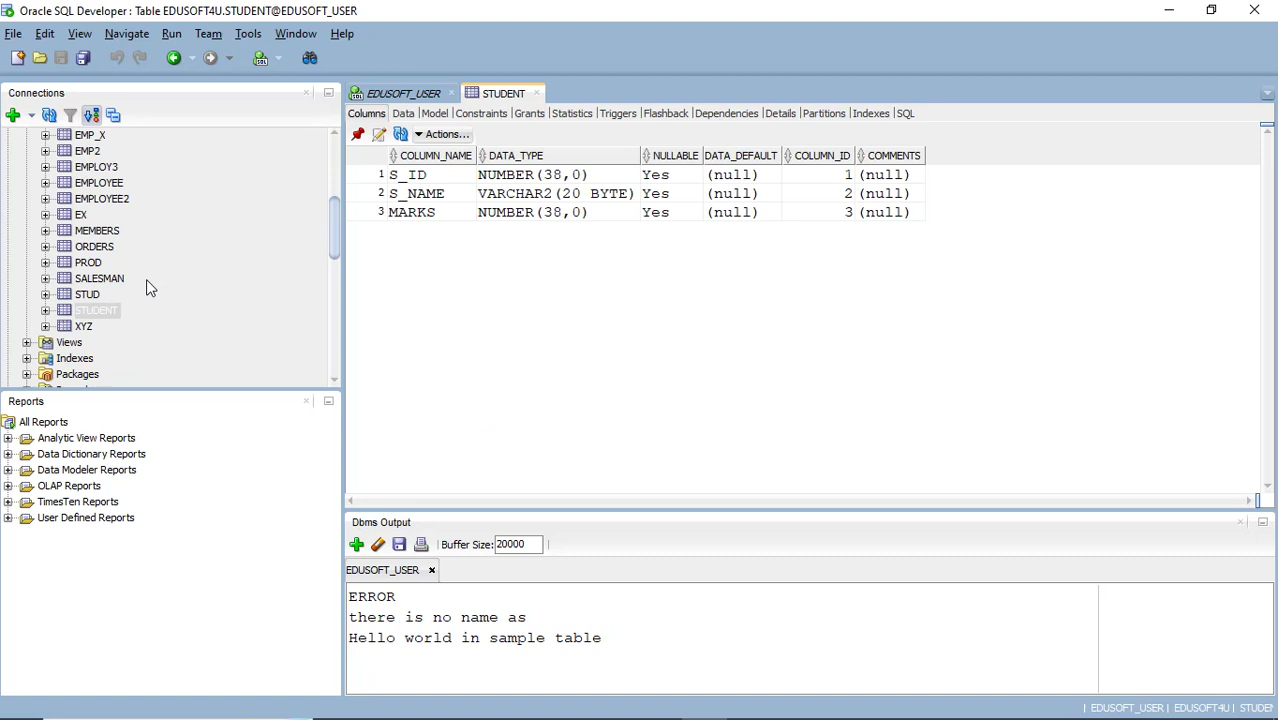 Oracle SQL Developer : Table EDUSOFT4U.STUDENT@EDUSOFT_USER
File Edit View Navigate Run Team Tools Window Help
Connections
EMP_X
EMP2
EMPLOY3
EMPLOYEE
EMPLOYEE2
EX
MEMBERS
ORDERS
PROD
SALESMAN
STUD
STUDENT
XYZ
Views
Indexes
Packages
Reports
All Reports
Analytic View Reports
Data Dictionary Reports
Data Modeler Reports
OLAP Reports
TimesTen Reports
User Defined Reports
EDUSOFT_USER STUDENT
Columns Data Model Constraints Grants Statistics Triggers Flashback Dependencies Details Partitions Indexes SQL
Actions...
COLUMN_NAME DATA_TYPE NULLABLE DATA_DEFAULT COLUMN_ID COMMENTS
1 S_ID NUMBER(38,0) Yes (null) 1 (null)
2 S_NAME VARCHAR2(20 BYTE) Yes (null) 2 (null)
3 MARKS NUMBER(38,0) Yes (null) 3 (null)
Dbms Output
Buffer Size: 20000
EDUSOFT_USER
ERROR
there is no name as
Hello world in sample table
EDUSOFT_USER EDUSOFT4U STUDE